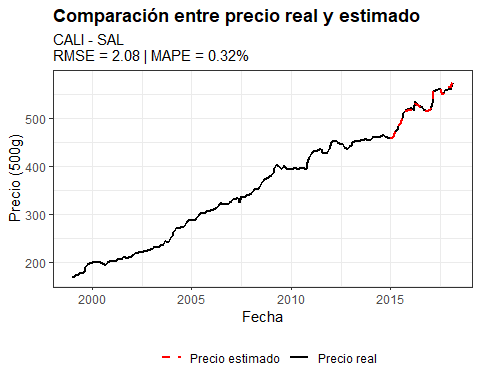 Comparación entre precio real y estimado
CALI - SAL
RMSE = 2.08 | MAPE = 0.32%
Precio (500g)
500
400
300
200
2000 2005 2010 2015
Fecha
Precio estimado Precio real